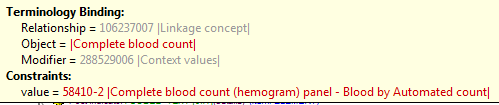 Terminology Binding:
Relationship = 106237007 |Linkage concept|
Object = |Complete blood count|
Modifier = 288529006 |Context values|
Constraints:
value = 58410-2 |Complete blood count (hemogram) panel - Blood by Automated count|